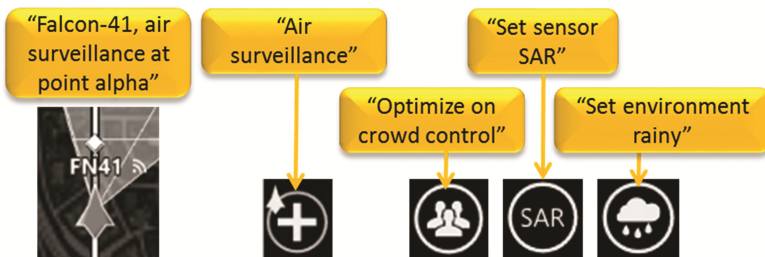 “Falcon-41, air
surveillance at
point alpha”
“Air
surveillance”
“Set sensor
SAR”
“Optimize on
crowd control”
“Set environment
rainy”
FN41
SAR